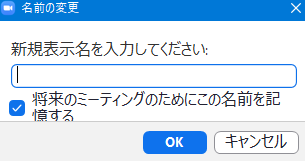 名前の変更
新規表示名を入力してください:
将来のミーティングのためにこの名前を記
憶する
OK キャンセル